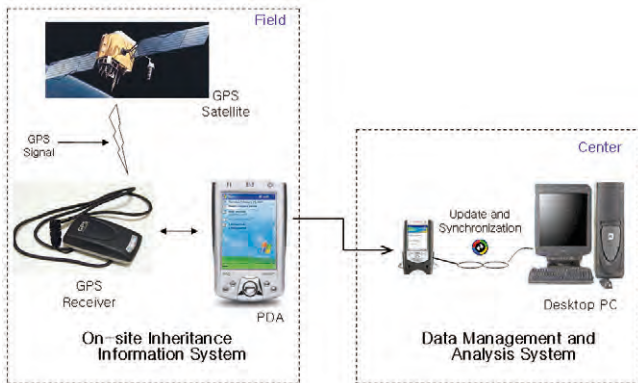 Field
GPS
Satellite
GPS
Signal
GPS
GPS
Receiver
PDA
On-site Inheritance
Information System
Center
Update and
Synchronization
Desktop PC
Data Management and
Analysis System